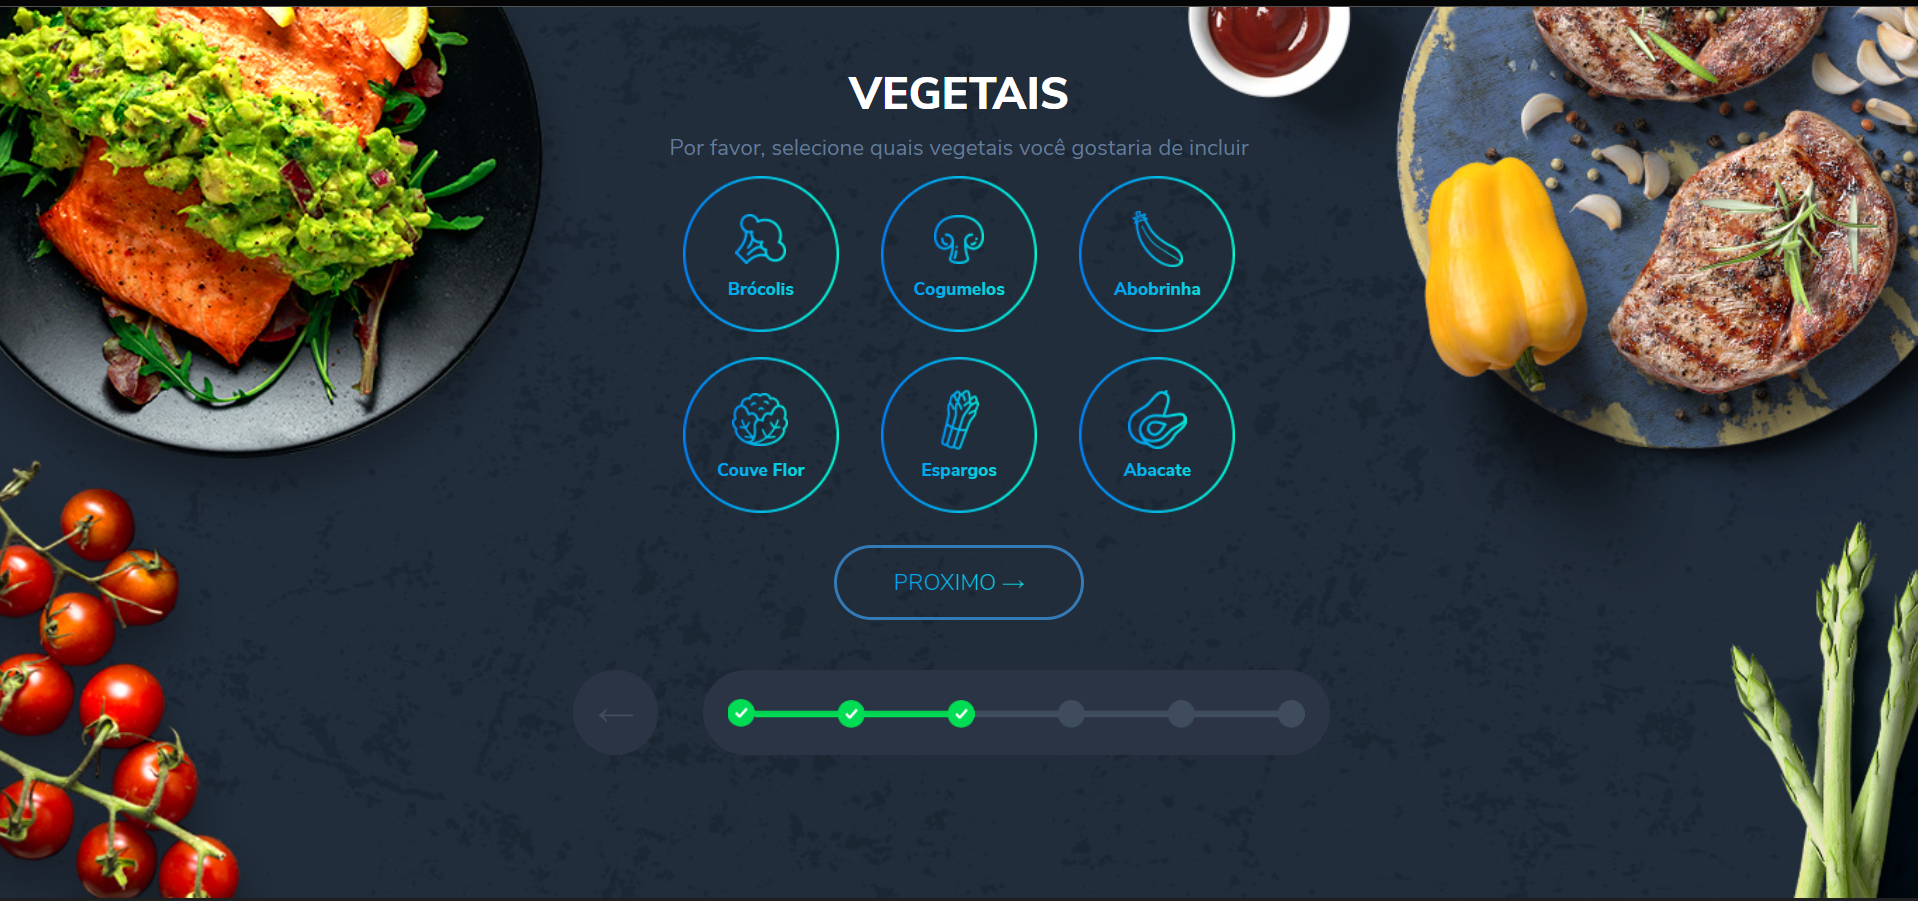 VEGETAIS
Por favor, selecione quais vegetais você gostaria de incluir
Brócolis
Cogumelos
Abobrinha
Couve Flor
Espargos
Abacate
PROXIMO →
←